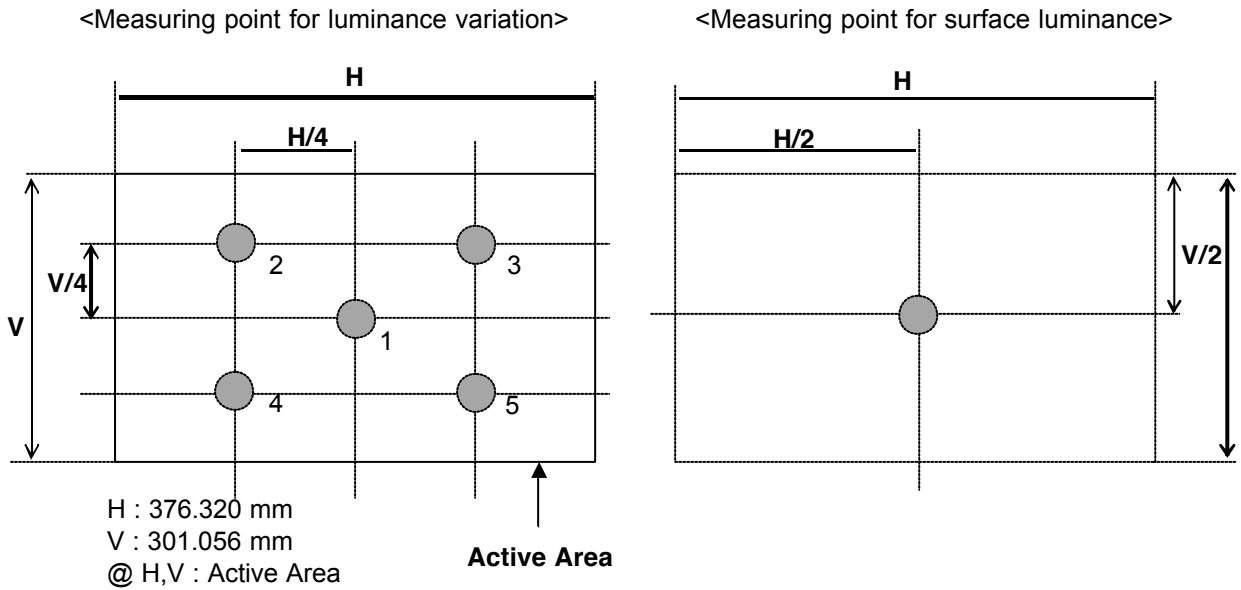 <Measuring point for luminance variation>
H
H/4
2
3
V/4
V
1
4
5
H : 376.320 mm
V : 301.056 mm
@ H,V : Active Area
Active Area
<Measuring point for surface luminance>
H
H/2
V/2